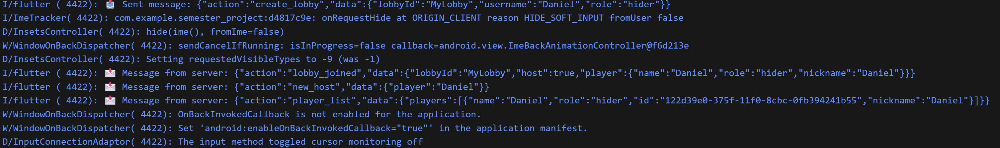 I/flutter ( 4422): 📤 Sent message: {"action":"create_lobby","data":{"lobbyId":"MyLobby","username":"Daniel","role":"hider"}}
I/ImeTracker( 4422): com.example.semester_project:d4817c9e: onRequestHide at ORIGIN_CLIENT reason HIDE_SOFT_INPUT fromUser false
D/InsetsController( 4422): hide(ime(), fromIme=false)
W/WindowOnBackDispatcher( 4422): sendCancelIfRunning: isInProgress=false callback=android.view.ImeBackAnimationController@f6d213e
D/InsetsController( 4422): Setting requestedVisibleTypes to -9 (was -1)
I/flutter ( 4422): 📩 Message from server: {"action":"lobby_joined","data":{"lobbyId":"MyLobby","host":true,"player":{"name":"Daniel","role":"hider","nickname":"Daniel"}}}
I/flutter ( 4422): 📩 Message from server: {"action":"new_host","data":{"player":"Daniel"}}
I/flutter ( 4422): 📩 Message from server: {"action":"player_list","data":{"players":[{"name":"Daniel","role":"hider","id":"122d39e0-375f-11f0-8cbc-0fb394241b55","nickname":"Daniel"}]}}
W/WindowOnBackDispatcher( 4422): OnBackInvokedCallback is not enabled for the application.
W/WindowOnBackDispatcher( 4422): Set 'android:enableOnBackInvokedCallback="true"' in the application manifest.
D/InputConnectionAdaptor( 4422): The input method toggled cursor monitoring off